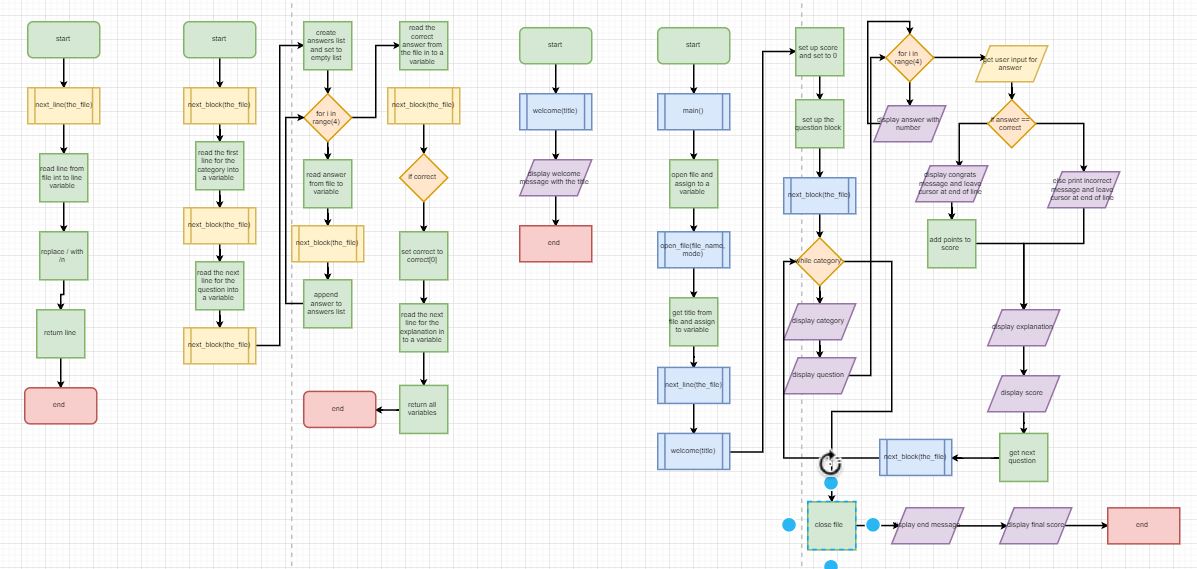 start
next_line(the_file)
read line from
file int to line
variable
replace / with
/n
return line
end
start
next_block(the_file)
read the first
line for the
category into
a variable
next_block(the_file)
read the next
line for the
question into
a variable
next_block(the_file)
create
answers list
and set to
empty list
for i in
range(4)
read answer
from file to
variable
next_block(the_file)
append
answer to
answers list
read the
correct
answer from
the file in to a
variable
next_block(the_file)
if correct
set correct to
correct[0]
read the next
line for the
explanation in
to a variable
return all
variables
end
start
welcome(title)
display welcome
message with the title
end
start
main()
open file and
assign to a
variable
open_file(file_name,
mode)
get title from
file and assign
to variable
next_line(the_file)
welcome(title)
set up score
and set to 0
set up the
question block
next_block(the_file)
while category
display category
display question
for i in
range(4)
display answer with
number
get user input for
answer
if answer ==
correct
display congrats
message and leave
cursor at end of line
else print incorrect
message and leave
cursor at end of line
add points to
score
display explanation
display score
get next
question
next_block(the_file)
close file
display end message
display final score
end